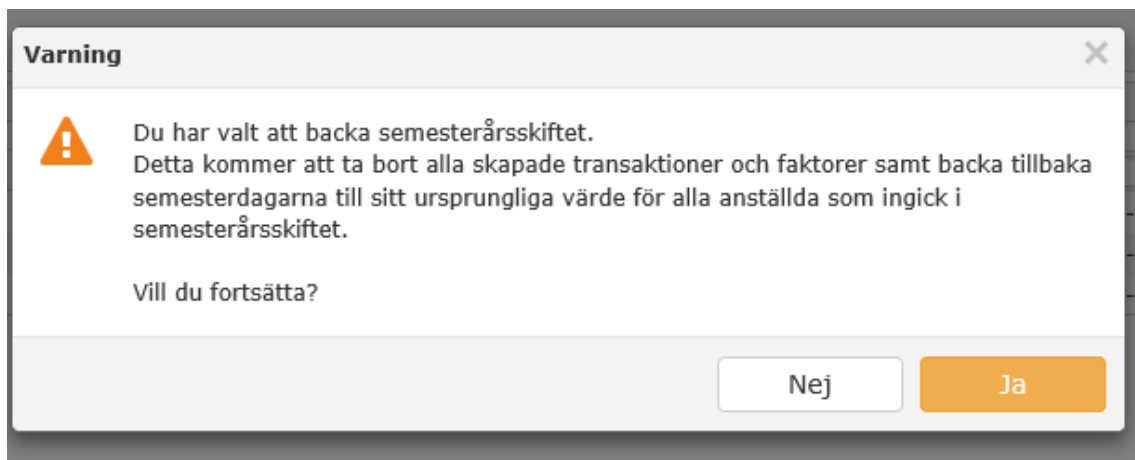 Varning
Du har valt att backa semesterårsskiftet.
Detta kommer att ta bort alla skapade transaktioner och faktorer samt backa tillbaka
semesterdagarna till sitt ursprungliga värde för alla anställda som ingick i
semesterårsskiftet.
Vill du fortsätta?
Nej
Ja